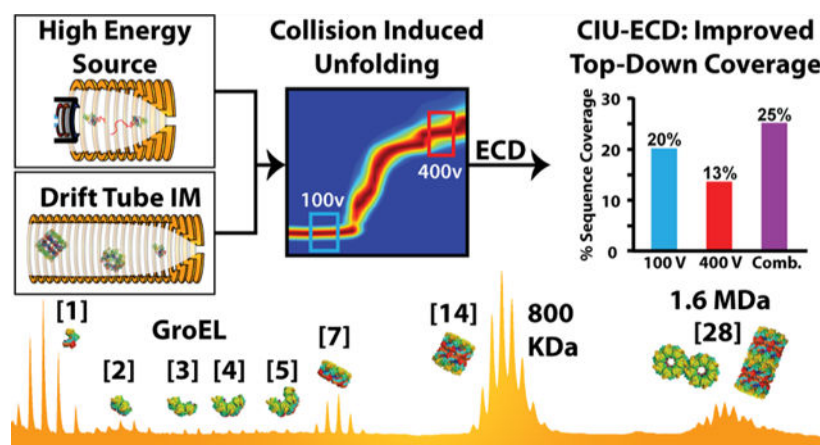 High Energy
Source
Drift Tube IM
Collision Induced
Unfolding
100v
400v
ECD
CIU-ECD: Improved
Top-Down Coverage
% Sequence Coverage
30
20
10
0
20%
13%
25%
100 V 400 V Comb.
[1]
GroEL
[2] [3] [4] [5]
[7]
[14]
800
KDa
1.6 MDa
[28]